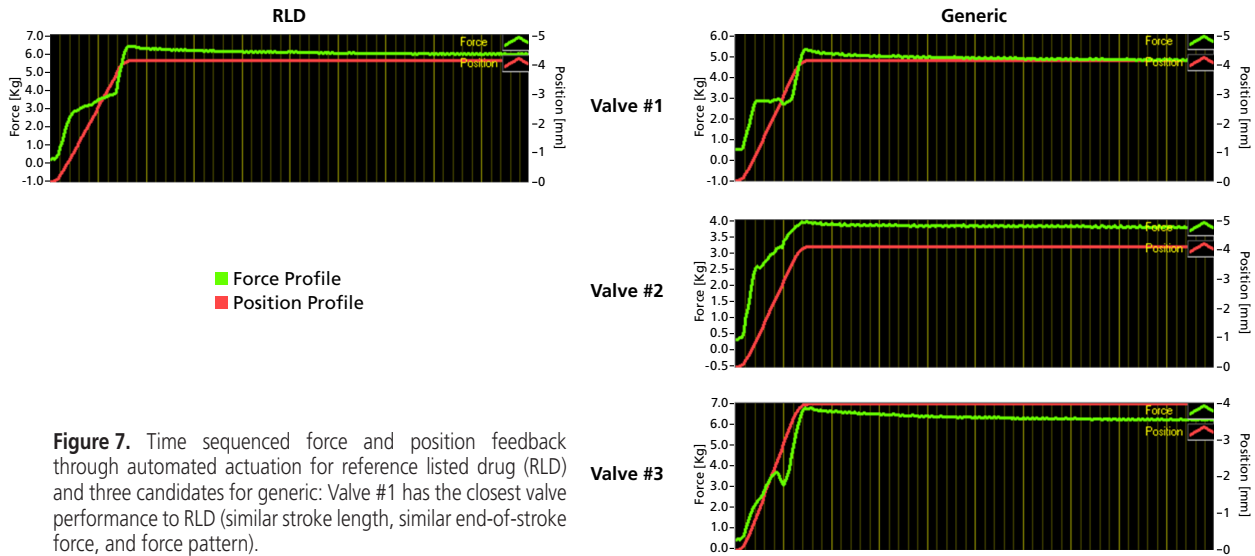 RLD
Generic
7.0
6.0
5.0
4.0
3.0
2.0
1.0
0.0
-1.0
Force [Kg]
Force
Position
5
4
3
2
1
0
Position [mm]
Valve #1
6.0
5.0
4.0
3.0
2.0
1.0
0.0
-1.0
Force [Kg]
Force
Position
5
4
3
2
1
0
Position [mm]
Force Profile
Position Profile
Valve #2
4.0
3.5
3.0
2.5
2.0
1.5
1.0
0.5
0.0
-0.5
Force [Kg]
Force
Position
5
4
3
2
1
0
Position [mm]
Figure 7. Time sequenced force and position feedback
through automated actuation for reference listed drug (RLD)
and three candidates for generic: Valve #1 has the closest valve
performance to RLD (similar stroke length, similar end-of-stroke
force, and force pattern).
Valve #3
7.0
6.0
5.0
4.0
3.0
2.0
1.0
0.0
Force [Kg]
Force
Position
4
3
2
1
0
Position [mm]